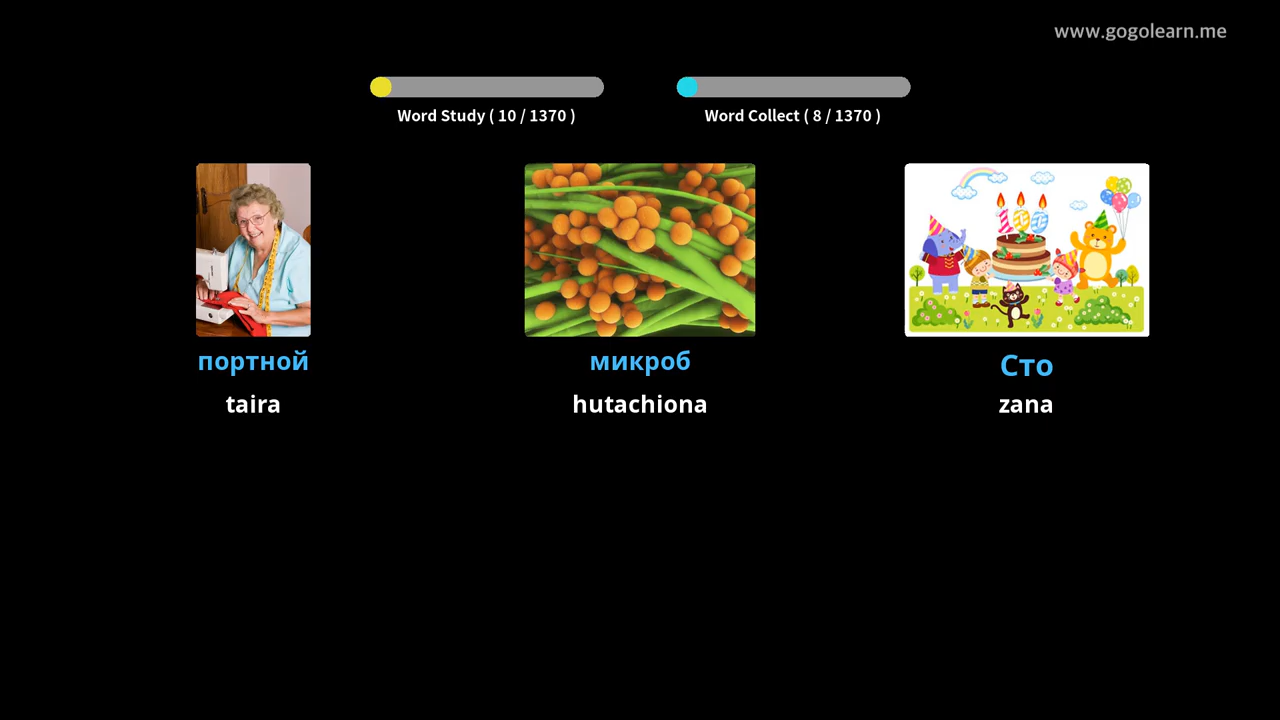 www.gogolearn.me
Word Study ( 10 / 1370 )
Word Collect ( 8 / 1370 )
портной
микроб
Сто
taira
hutachiona
zana